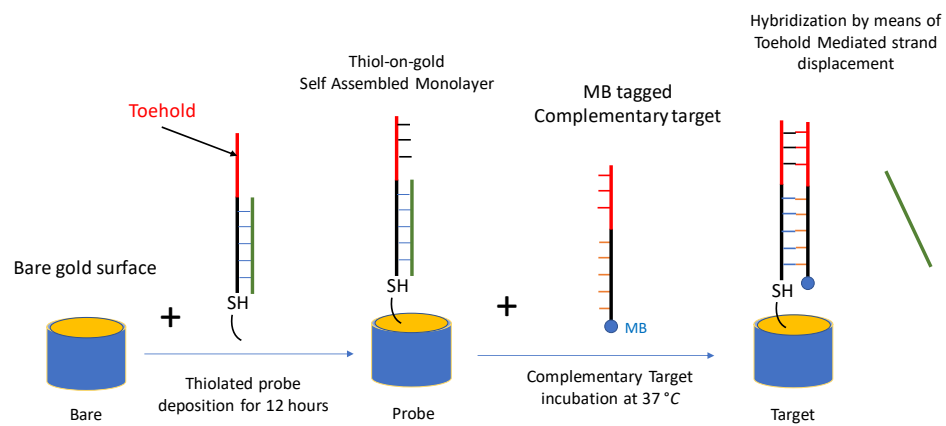 Hybridization by means of
Toehold Mediated strand
displacement
Thiol-on-gold
Self Assembled Monolayer
MB tagged
Complementary target
Toehold
Bare gold surface
+
SH
SH
+
MB
SH
Thiolated probe
deposition for 12 hours
Complementary Target
incubation at 37 °C
Bare
Probe
Target